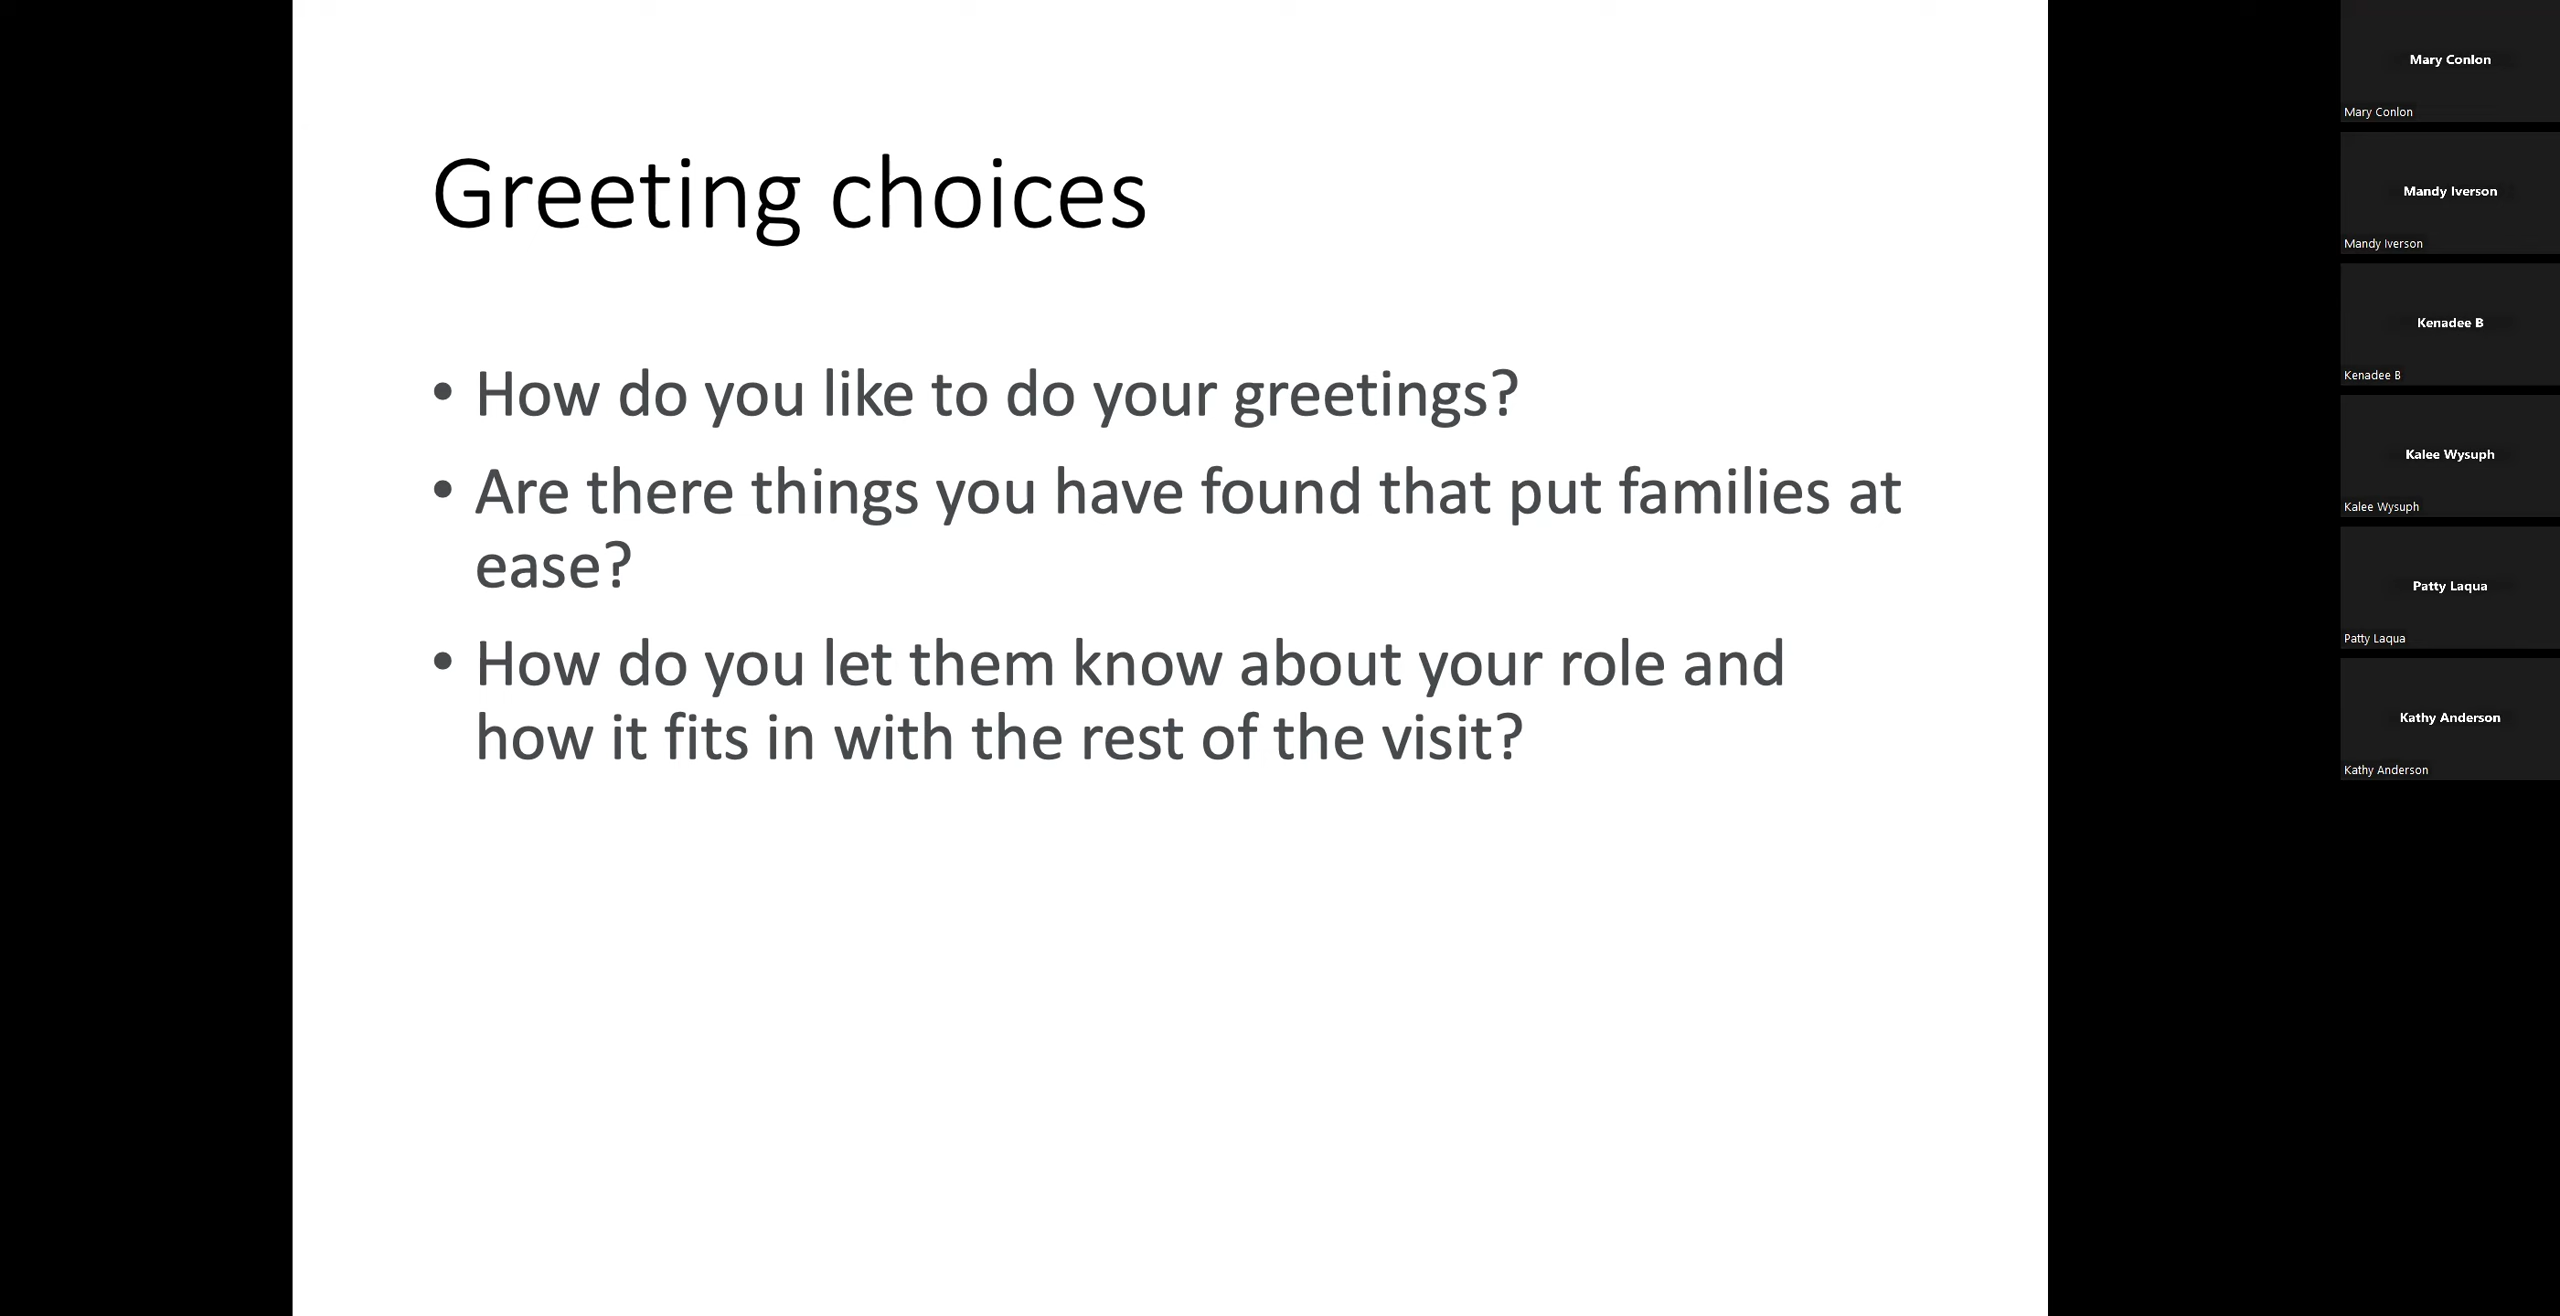 Greeting choices
• How do you like to do your greetings?
• Are there things you have found that put families at
ease?
• How do you let them know about your role and
how it fits in with the rest of the visit?
Mary Conlon
Mary Conlon
Mandy Iverson
Mandy Iverson
Kenadee B
Kenadee B
Kalee Wysuph
Kalee Wysuph
Patty Laqua
Patty Laqua
Kathy Anderson
Kathy Anderson